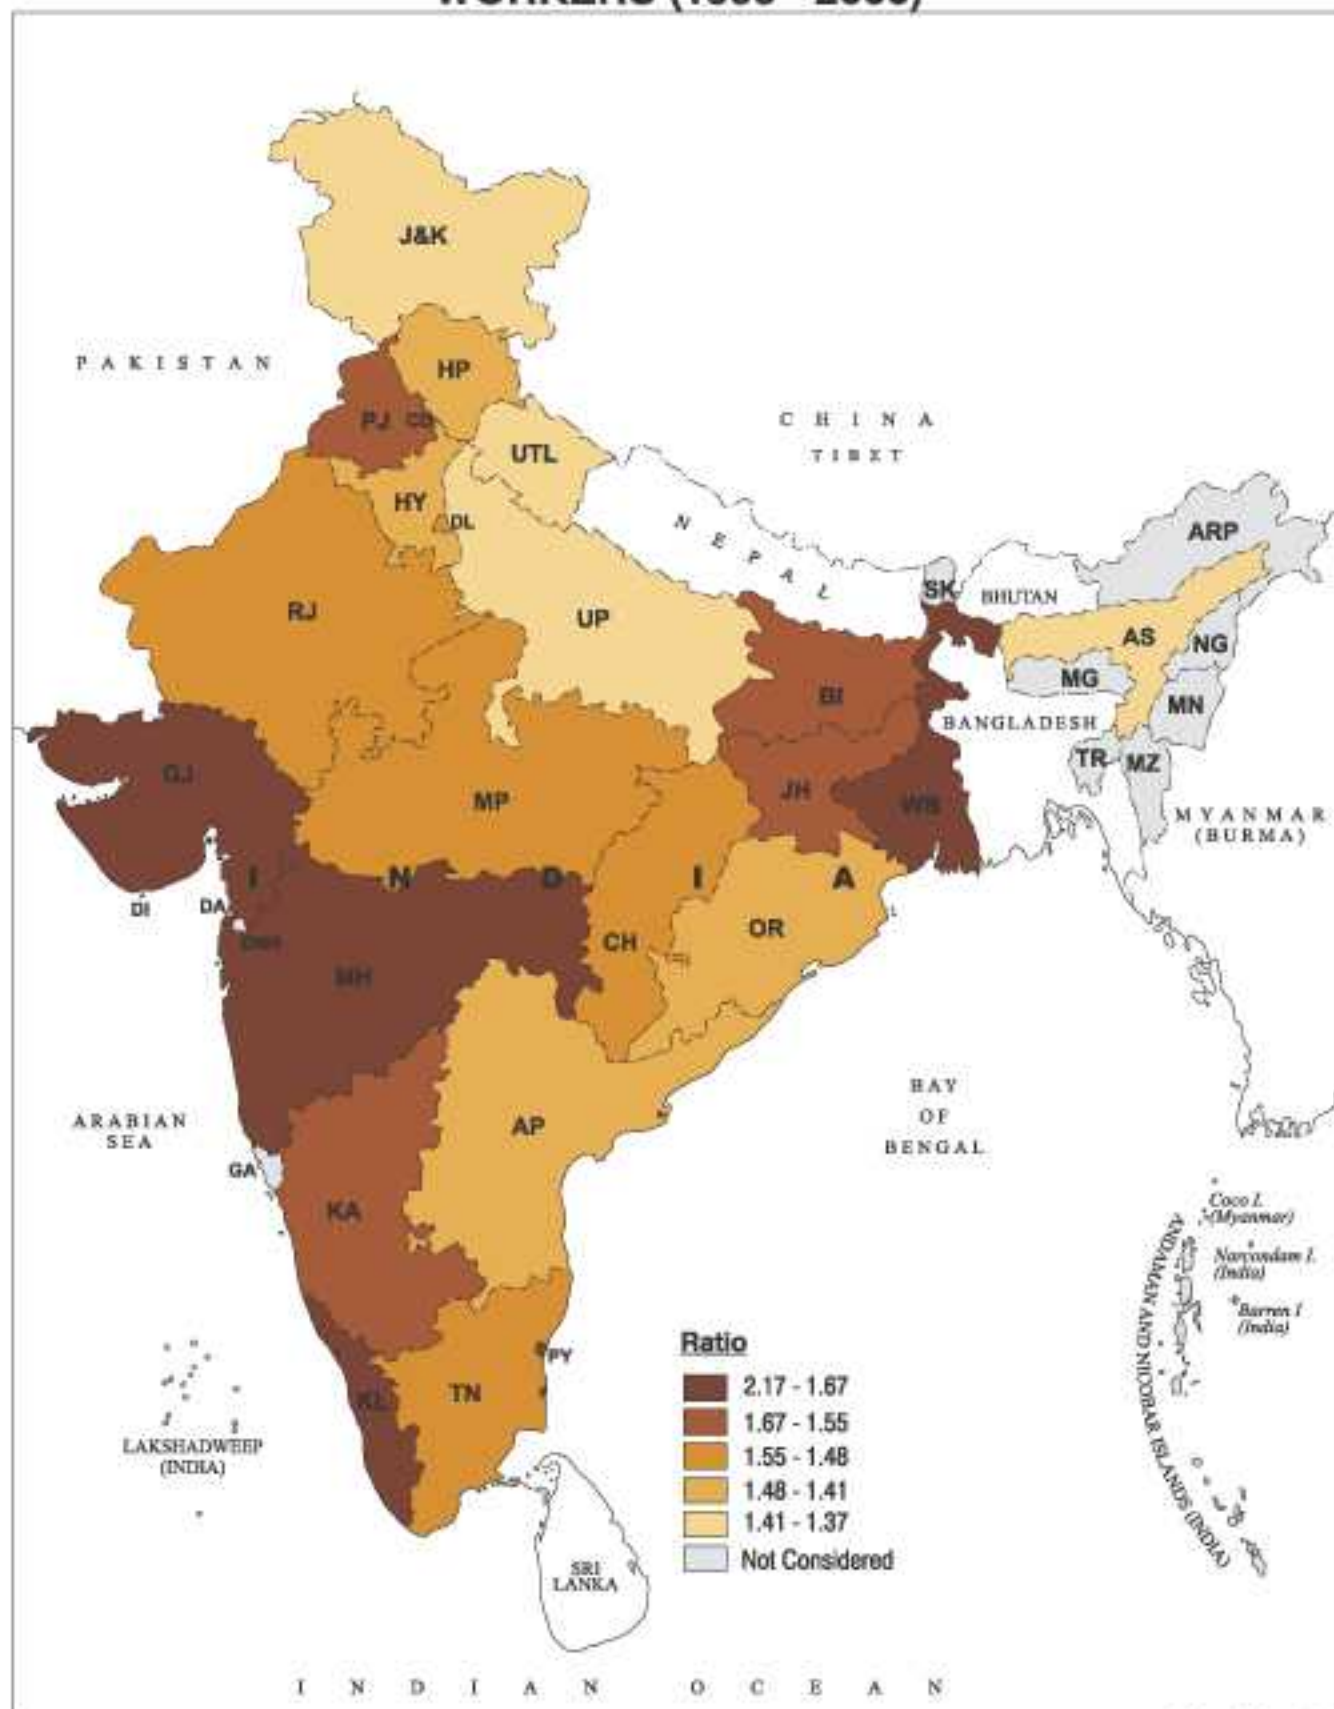 J&K
PAKISTAN
HP
PJ
CHINA
TIBET
UTL
HY
DL
NEPAL
ARP
SK
BHUTAN
RJ
UP
AS
NG
MG
BI
MN
BANGLADESH
TR
MZ
GJ
MP
JH
WB
MYANMAR
(BURMA)
INDIA
DI
DA
DNH
CH
OR
MH
BAY
OF
BENGAL
ARABIAN
SEA
AP
GA
KA
Coco I.
(Myanmar)
Narcondam I.
(India)
Barren I
(India)
ANDAMAN AND NICOBAR ISLANDS (INDIA)
PY
KL
TN
LAKSHADWEEP
(INDIA)
Ratio
2.17 - 1.67
1.67 - 1.55
1.55 - 1.48
1.48 - 1.41
1.41 - 1.37
Not Considered
SRI
LANKA
INDIAN OCEAN